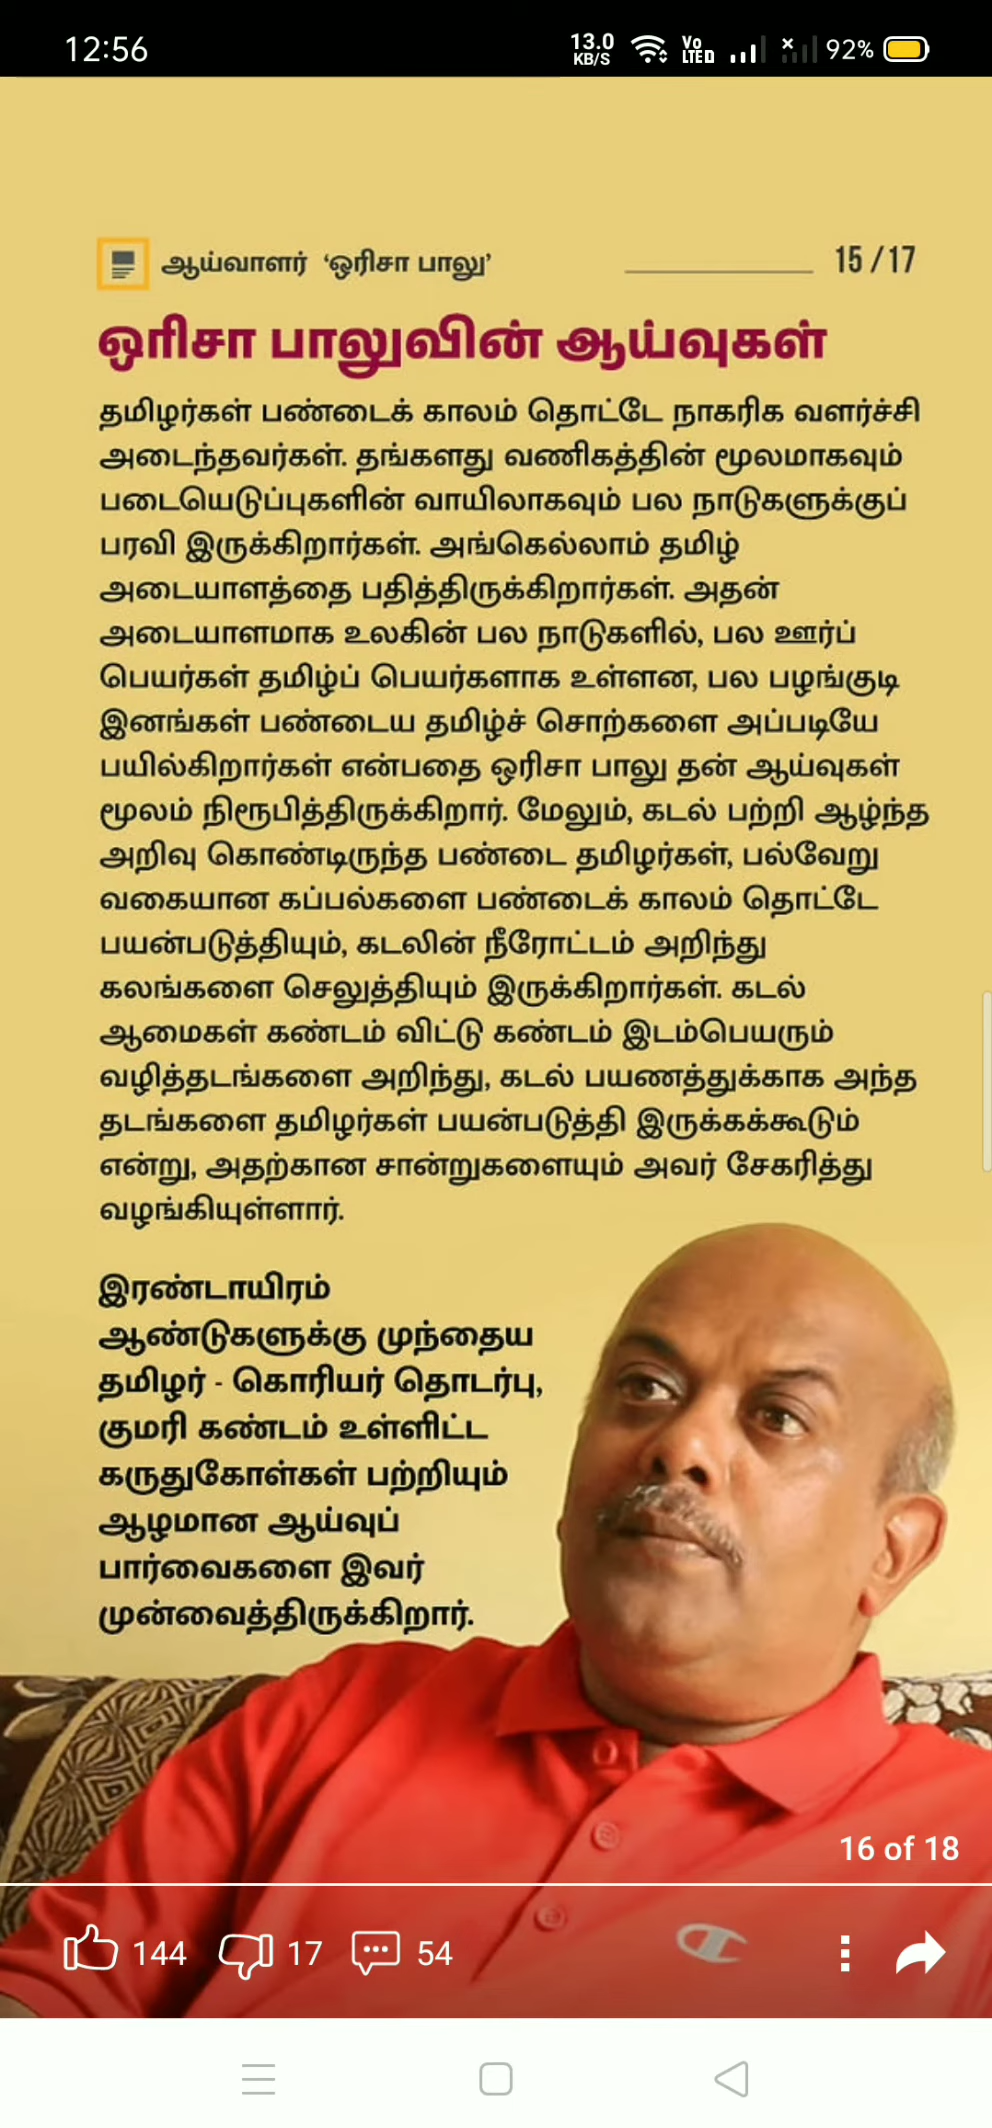 12:56
13.0
KB/S
Vo
LTED
92%
ஆய்வாளர் ‘ஒரிசா பாலு’
15 / 17
ஒரிசா பாலுவின் ஆய்வுகள்
தமிழர்கள் பண்டைக் காலம் தொட்டே நாகரிக வளர்ச்சி
அடைந்தவர்கள். தங்களது வணிகத்தின் மூலமாகவும்
படையெடுப்புகளின் வாயிலாகவும் பல நாடுகளுக்குப்
பரவி இருக்கிறார்கள். அங்கெல்லாம் தமிழ்
அடையாளத்தை பதித்திருக்கிறார்கள். அதன்
அடையாளமாக உலகின் பல நாடுகளில், பல ஊர்ப்
பெயர்கள் தமிழ்ப் பெயர்களாக உள்ளன, பல பழங்குடி
இனங்கள் பண்டைய தமிழ்ச் சொற்களை அப்படியே
பயில்கிறார்கள் என்பதை ஒரிசா பாலு தன் ஆய்வுகள்
மூலம் நிரூபித்திருக்கிறார். மேலும், கடல் பற்றி ஆழ்ந்த
அறிவு கொண்டிருந்த பண்டை தமிழர்கள், பல்வேறு
வகையான கப்பல்களை பண்டைக் காலம் தொட்டே
பயன்படுத்தியும், கடலின் நீரோட்டம் அறிந்து
கலங்களை செலுத்தியும் இருக்கிறார்கள். கடல்
ஆமைகள் கண்டம் விட்டு கண்டம் இடம்பெயரும்
வழித்தடங்களை அறிந்து, கடல் பயணத்துக்காக அந்த
தடங்களை தமிழர்கள் பயன்படுத்தி இருக்கக்கூடும்
என்று, அதற்கான சான்றுகளையும் அவர் சேகரித்து
வழங்கியுள்ளார்.
இரண்டாயிரம்
ஆண்டுகளுக்கு முந்தைய
தமிழர் - கொரியர் தொடர்பு,
குமரி கண்டம் உள்ளிட்ட
கருதுகோள்கள் பற்றியும்
ஆழமான ஆய்வுப்
பார்வைகளை இவர்
முன்வைத்திருக்கிறார்.
16 of 18
144
17
54